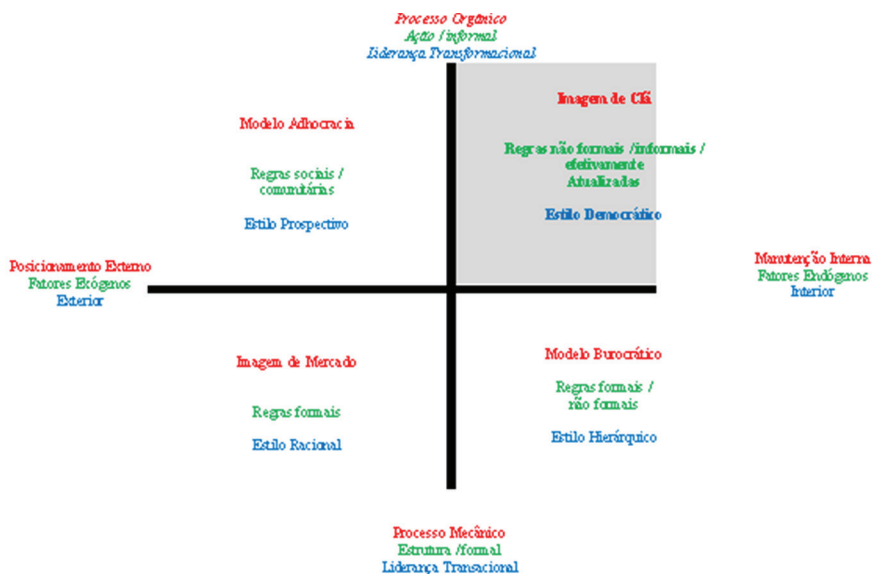 Processo Orgânico
Ação / informal
Liderança Transformacional
Imagem de Clã
Modelo Adhocracia
Regras não formais /informais /
efetivamente
Atualizadas
Regras sociais /
comunitárias
Estilo Democrático
Estilo Prospectivo
Posicionamento Externo
Fatores Exógenos
Exterior
Manutenção Interna
Fatores Endógenos
Interior
Imagem de Mercado
Regras formais
Estilo Racional
Modelo Burocrático
Regras formais /
não formais
Estilo Hierárquico
Processo Mecânico
Estrutura /formal
Liderança Transacional